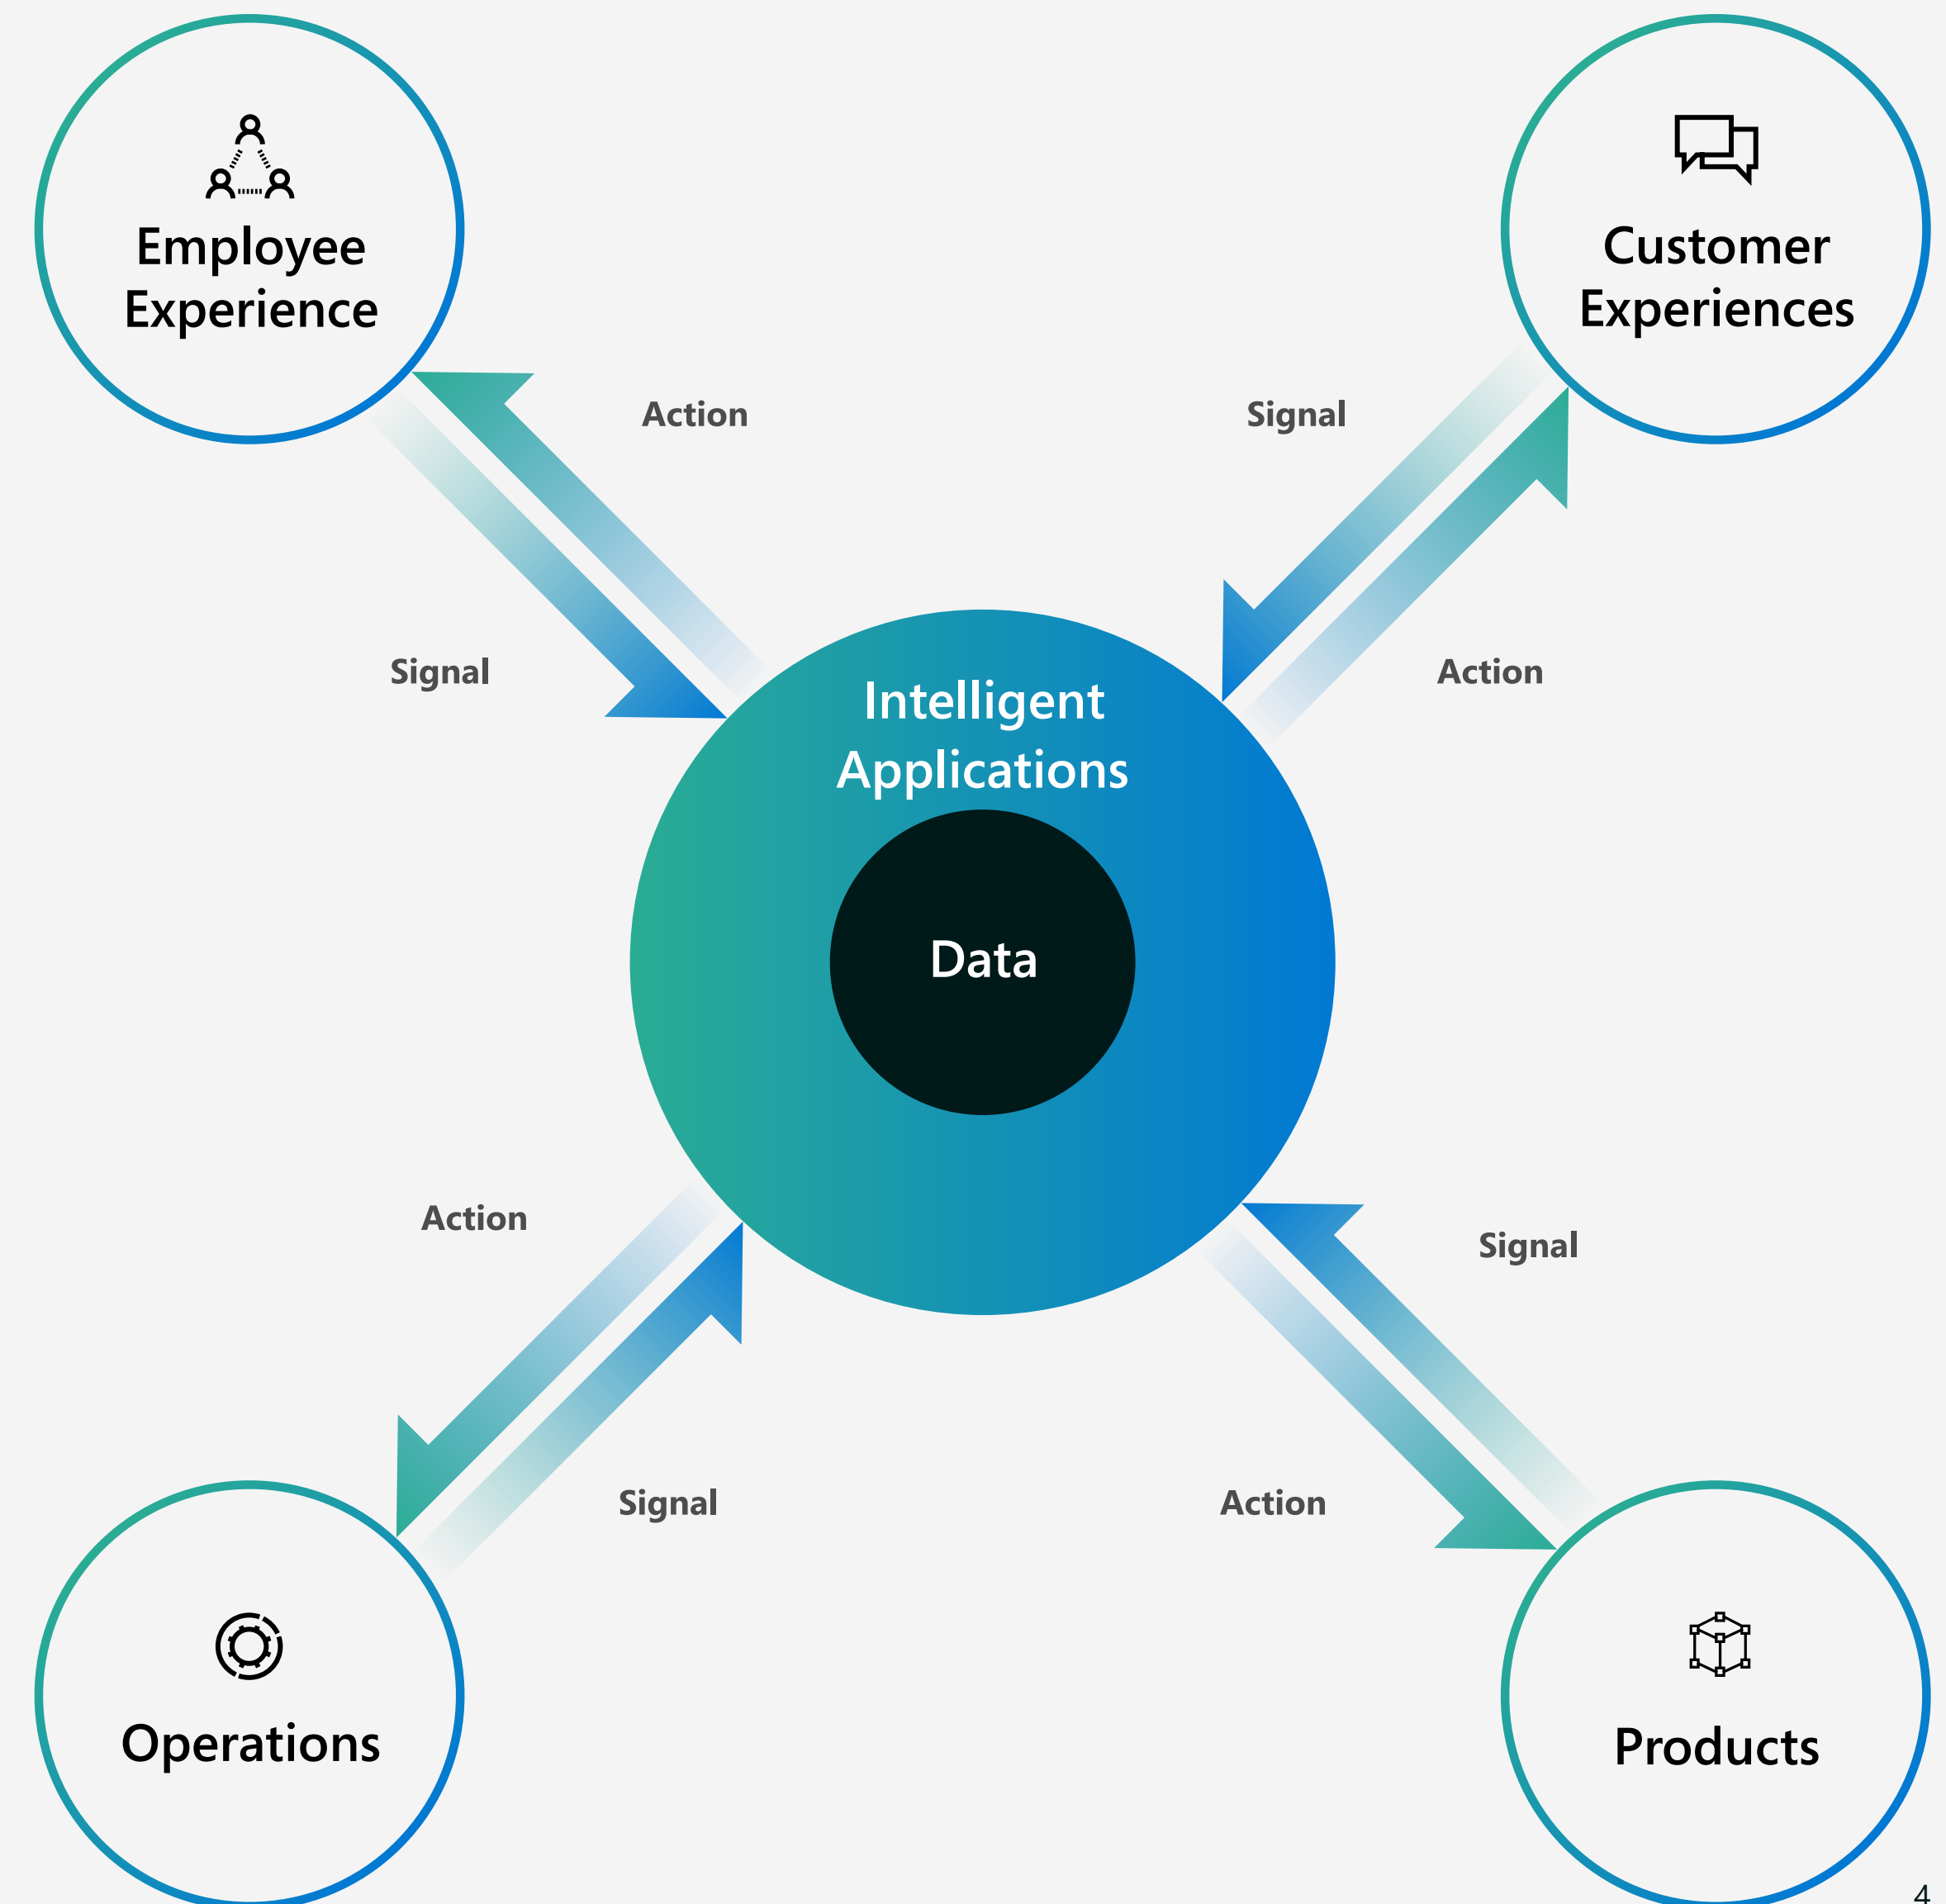 Employee
Experience
Customer
Experiences
Action
Signal
Signal
Action
Intelligent
Applications
Data
Action
Signal
Signal
Action
Operations
Products
4